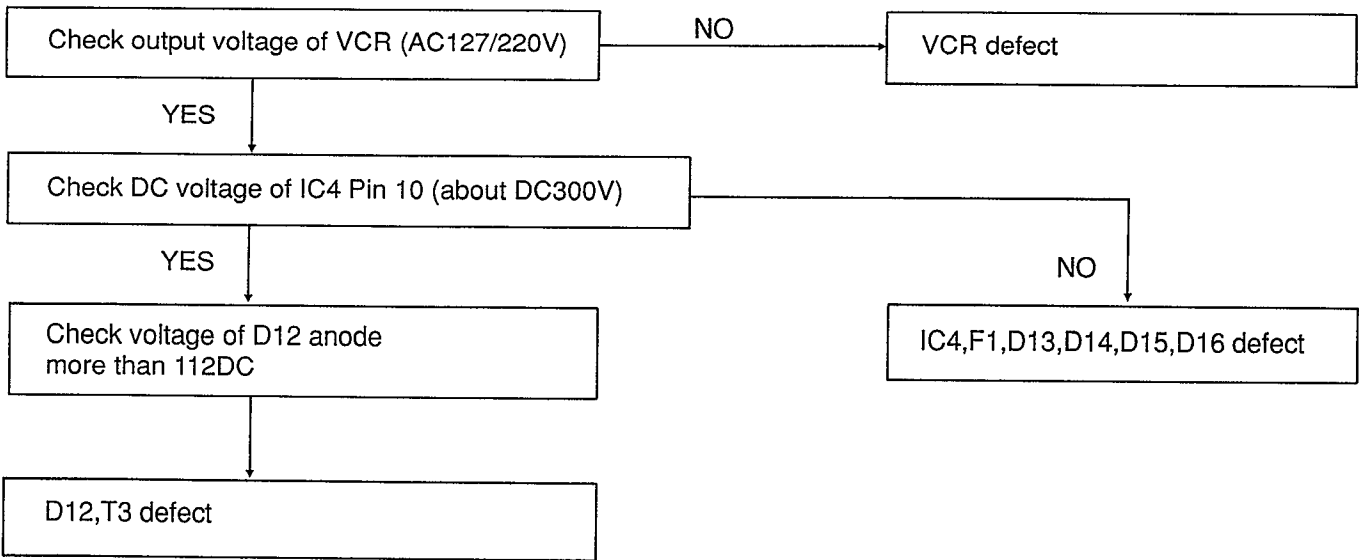 Check output voltage of VCR (AC127/220V)
NO
VCR defect
YES
Check DC voltage of IC4 Pin 10 (about DC300V)
YES
NO
Check voltage of D12 anode
more than 112DC
IC4,F1,D13,D14,D15,D16 defect
D12,T3 defect